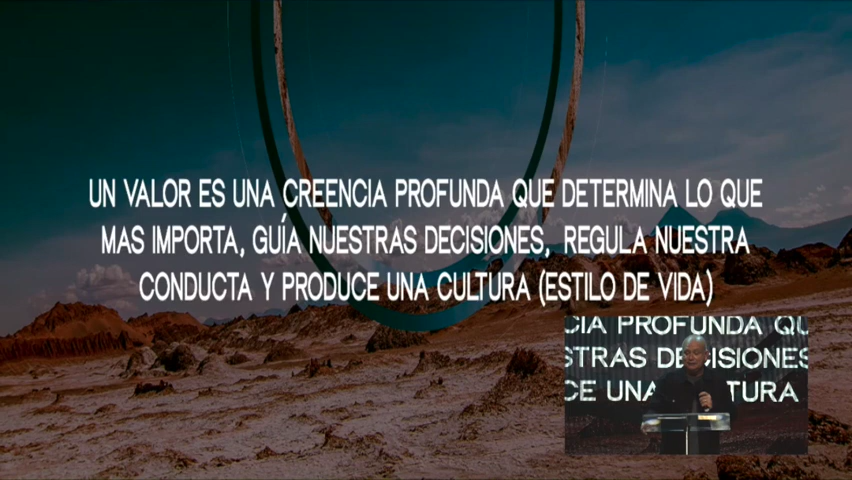 UN VALOR ES UNA CREENCIA PROFUNDA QUE DETERMINA LO QUE
MAS IMPORTA, GUÍA NUESTRAS DECISIONES, REGULA NUESTRA
CONDUCTA Y PRODUCE UNA CULTURA (ESTILO DE VIDA)
CIA PROFUNDA QU
STRAS DECISIONES
CE UNA TURA